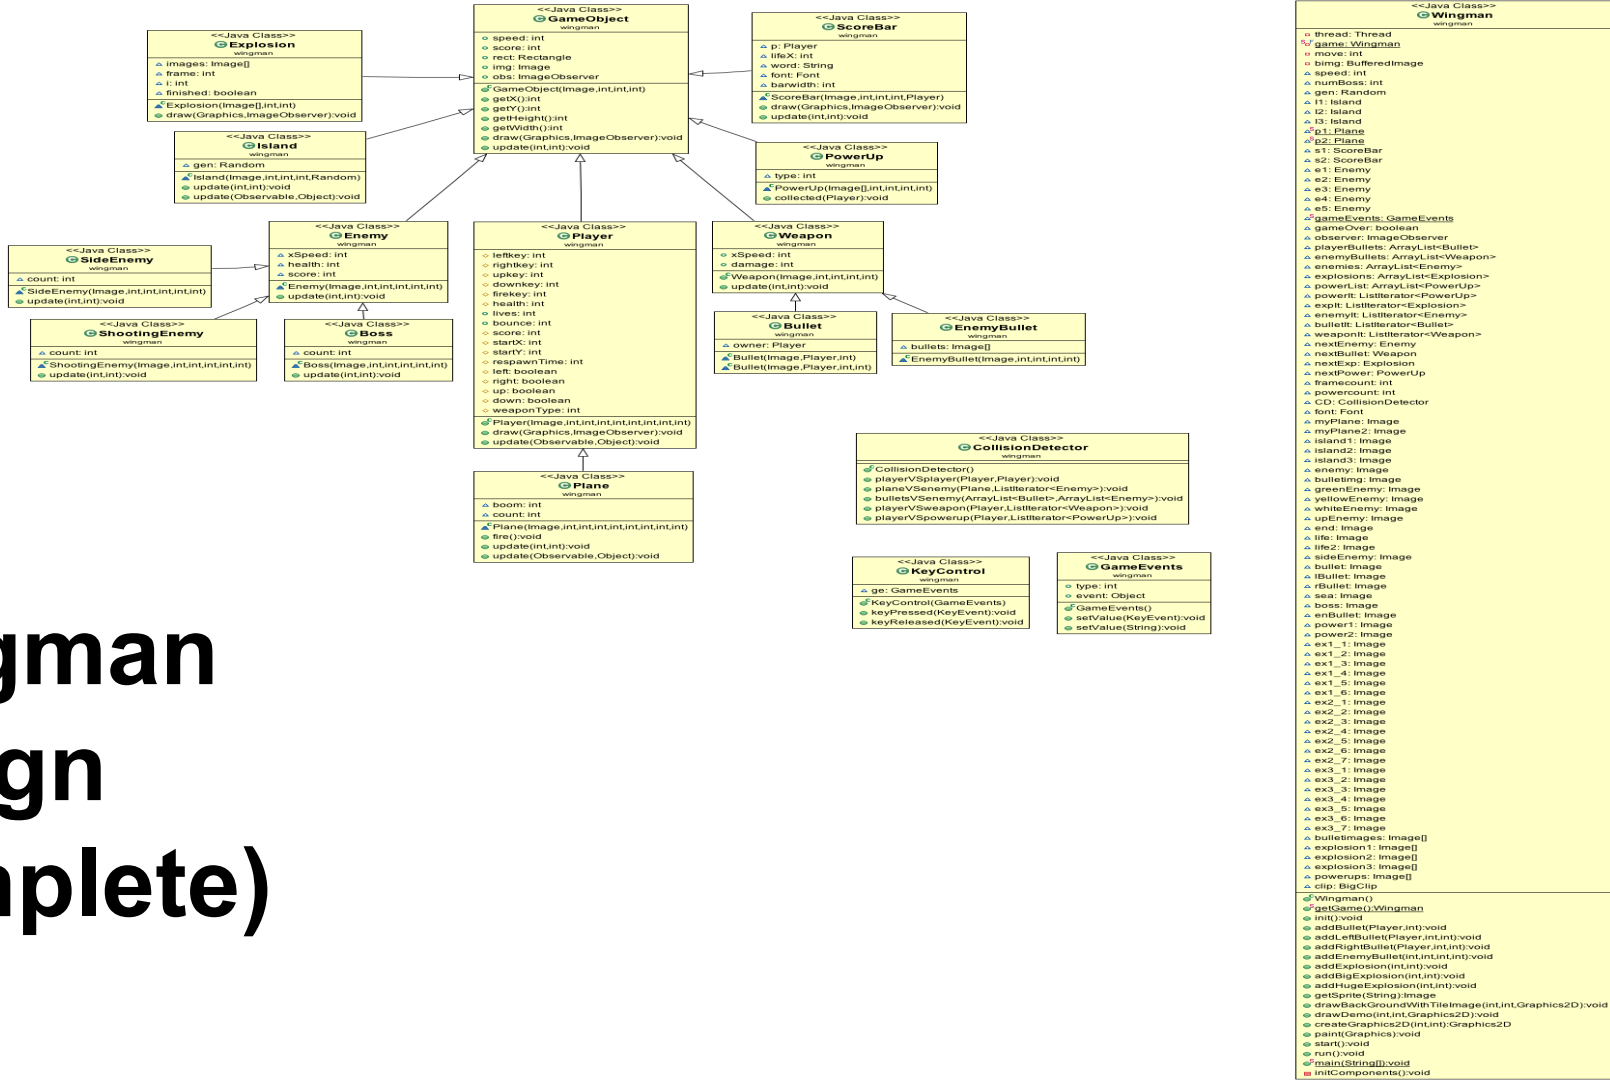 <<Java Class>>
GameObject
wingman
speed: int
score: int
rect: Rectangle
img: Image
obs: ImageObserver
GameObject(Image,int,int,int)
getX():int
getY():int
getHeight():int
getWidth():int
draw(Graphics,ImageObserver):void
update(int,int):void
<<Java Class>>
ScoreBar
wingman
p: Player
lifeX: int
word: String
font: Font
barwidth: int
ScoreBar(Image,int,int,int,Player)
draw(Graphics,ImageObserver):void
update(int,int):void
<<Java Class>>
Explosion
wingman
images: Image[]
frame: int
i: int
finished: boolean
Explosion(Image[],int,int)
draw(Graphics,ImageObserver):void
<<Java Class>>
Island
wingman
gen: Random
Island(Image,int,int,int,Random)
update(int,int):void
update(Observable,Object):void
<<Java Class>>
PowerUp
wingman
type: int
PowerUp(Image[],int,int,int,int)
collected(Player):void
<<Java Class>>
SideEnemy
wingman
count: int
SideEnemy(Image,int,int,int,int,int)
update(int,int):void
<<Java Class>>
Enemy
wingman
xSpeed: int
health: int
score: int
Enemy(Image,int,int,int,int,int)
update(int,int):void
<<Java Class>>
Player
wingman
leftkey: int
rightkey: int
upkey: int
downkey: int
firekey: int
health: int
lives: int
bounce: int
score: int
startX: int
startY: int
respawnTime: int
left: boolean
right: boolean
up: boolean
down: boolean
weaponType: int
Player(Image,int,int,int,int,int,int,int,int)
draw(Graphics,ImageObserver):void
update(Observable,Object):void
<<Java Class>>
Weapon
wingman
xSpeed: int
damage: int
Weapon(Image,int,int,int,int)
update(int,int):void
<<Java Class>>
ShootingEnemy
wingman
count: int
ShootingEnemy(Image,int,int,int,int,int)
update(int,int):void
<<Java Class>>
Boss
wingman
count: int
Boss(Image,int,int,int,int,int)
update(int,int):void
<<Java Class>>
Bullet
wingman
owner: Player
Bullet(Image,Player,int)
Bullet(Image,Player,int,int)
<<Java Class>>
EnemyBullet
wingman
bullets: Image[]
EnemyBullet(Image,int,int,int,int)
<<Java Class>>
Plane
wingman
boom: int
count: int
Plane(Image,int,int,int,int,int,int,int,int)
fire():void
update(int,int):void
update(Observable,Object):void
<<Java Class>>
CollisionDetector
wingman
CollisionDetector()
playerVSplayer(Player,Player):void
planeVSenemy(Plane,ListIterator<Enemy>):void
bulletsVSenemy(ArrayList<Bullet>,ArrayList<Enemy>):void
playerVSweapon(Player,ListIterator<Weapon>):void
playerVSpowerup(Player,ListIterator<PowerUp>):void
<<Java Class>>
KeyControl
wingman
ge: GameEvents
KeyControl(GameEvents)
keyPressed(KeyEvent):void
keyReleased(KeyEvent):void
<<Java Class>>
GameEvents
wingman
type: int
event: Object
GameEvents()
setValue(KeyEvent):void
setValue(String):void
gman
gn
nplete)
<<Java Class>>
Wingman
wingman
thread: Thread
game: Wingman
move: int
bimg: BufferedImage
speed: int
numBoss: int
gen: Random
I1: Island
I2: Island
I3: Island
p1: Plane
p2: Plane
s1: ScoreBar
s2: ScoreBar
e1: Enemy
e2: Enemy
e3: Enemy
e4: Enemy
e5: Enemy
gameEvents: GameEvents
gameOver: boolean
observer: ImageObserver
playerBullets: ArrayList<Bullet>
enemyBullets: ArrayList<Weapon>
enemies: ArrayList<Enemy>
explosions: ArrayList<Explosion>
powerList: ArrayList<PowerUp>
powerIt: ListIterator<PowerUp>
expIt: ListIterator<Explosion>
enemyIt: ListIterator<Enemy>
bulletIt: ListIterator<Bullet>
weaponIt: ListIterator<Weapon>
nextEnemy: Enemy
nextBullet: Weapon
nextExp: Explosion
nextPower: PowerUp
framecount: int
powercount: int
CD: CollisionDetector
font: Font
myPlane: Image
myPlane2: Image
island1: Image
island2: Image
island3: Image
enemy: Image
bulletimg: Image
greenEnemy: Image
yellowEnemy: Image
whiteEnemy: Image
upEnemy: Image
end: Image
life: Image
life2: Image
sideEnemy: Image
bullet: Image
lBullet: Image
rBullet: Image
sea: Image
boss: Image
enBullet: Image
power1: Image
power2: Image
ex1_1: Image
ex1_2: Image
ex1_3: Image
ex1_4: Image
ex1_5: Image
ex1_6: Image
ex2_1: Image
ex2_2: Image
ex2_3: Image
ex2_4: Image
ex2_5: Image
ex2_6: Image
ex2_7: Image
ex3_1: Image
ex3_2: Image
ex3_3: Image
ex3_4: Image
ex3_5: Image
ex3_6: Image
ex3_7: Image
bulletimages: Image[]
explosion1: Image[]
explosion2: Image[]
explosion3: Image[]
powerups: Image[]
clip: BigClip
Wingman()
getGame():Wingman
init():void
addBullet(Player,int):void
addLeftBullet(Player,int,int):void
addRightBullet(Player,int,int):void
addEnemyBullet(int,int,int,int):void
addExplosion(int,int):void
addBigExplosion(int,int):void
addHugeExplosion(int,int):void
getSprite(String):Image
drawBackGroundWithTileImage(int,int,Graphics2D):void
drawDemo(int,int,Graphics2D):void
createGraphics2D(int,int):Graphics2D
paint(Graphics):void
start():void
run():void
main(String[]):void
initComponents():void